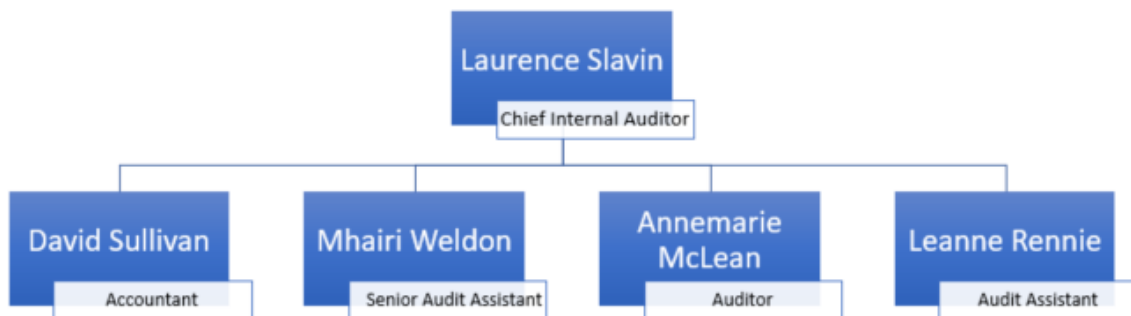 Laurence Slavin
Chief Internal Auditor
David Sullivan
Accountant
Mhairi Weldon
Senior Audit Assistant
Annemarie
McLean
Auditor
Leanne Rennie
Audit Assistant